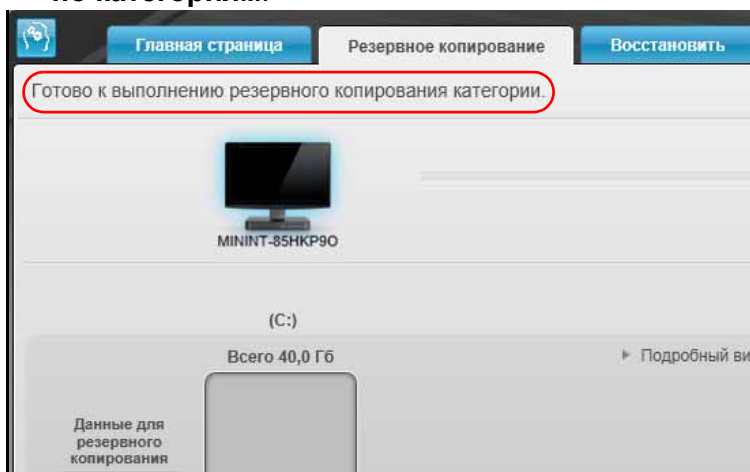 Главная страница
Резервное копирование
Восстановить
Готово к выполнению резервного копирования категории.
MININT-85HKP9O
(C:)
Всего 40,0 Гб
Подробный ви
Данные для
резервного
копирования